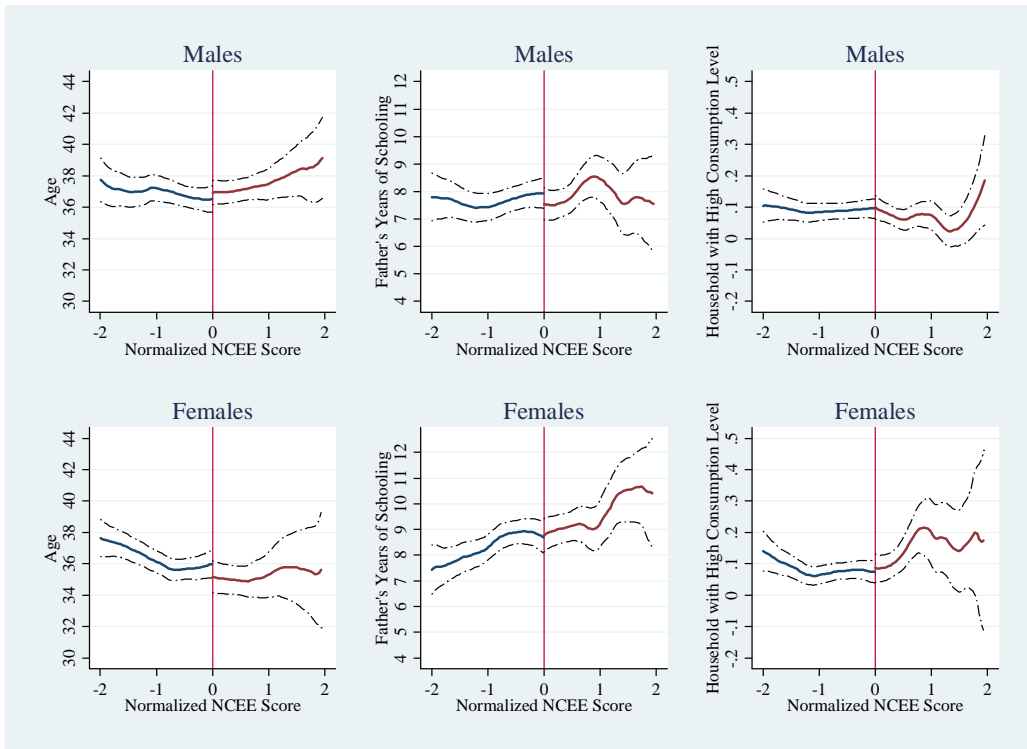 Males
Age
44
42
40
38
36
34
32
30
-2 -1 0 1 2
Normalized NCEE Score
Males
Father's Years of Schooling
12
11
10
9
8
7
6
5
4
-2 -1 0 1 2
Normalized NCEE Score
Males
Household with High Consumption Level
.5
.4
.3
.2
.1
0
-.1
-.2
-2 -1 0 1 2
Normalized NCEE Score
Females
Age
44
42
40
38
36
34
32
30
-2 -1 0 1 2
Normalized NCEE Score
Females
Father's Years of Schooling
12
11
10
9
8
7
6
5
4
-2 -1 0 1 2
Normalized NCEE Score
Females
Household with High Consumption Level
.5
.4
.3
.2
.1
0
-.1
-.2
-2 -1 0 1 2
Normalized NCEE Score